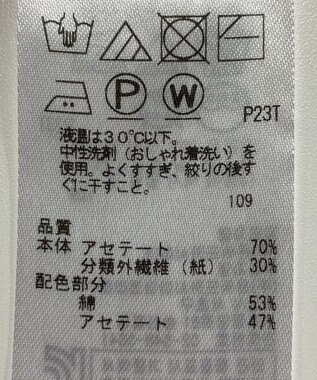 P W
P23T
液温は30℃以下。
中性洗剤（おしゃれ着洗い）を
使用。よくすすぎ、絞りの後す
ぐに干すこと。
109
品質
本体 アセテート 70%
分類外繊維（紙） 30%
配色部分
綿 53%
アセテート 47%